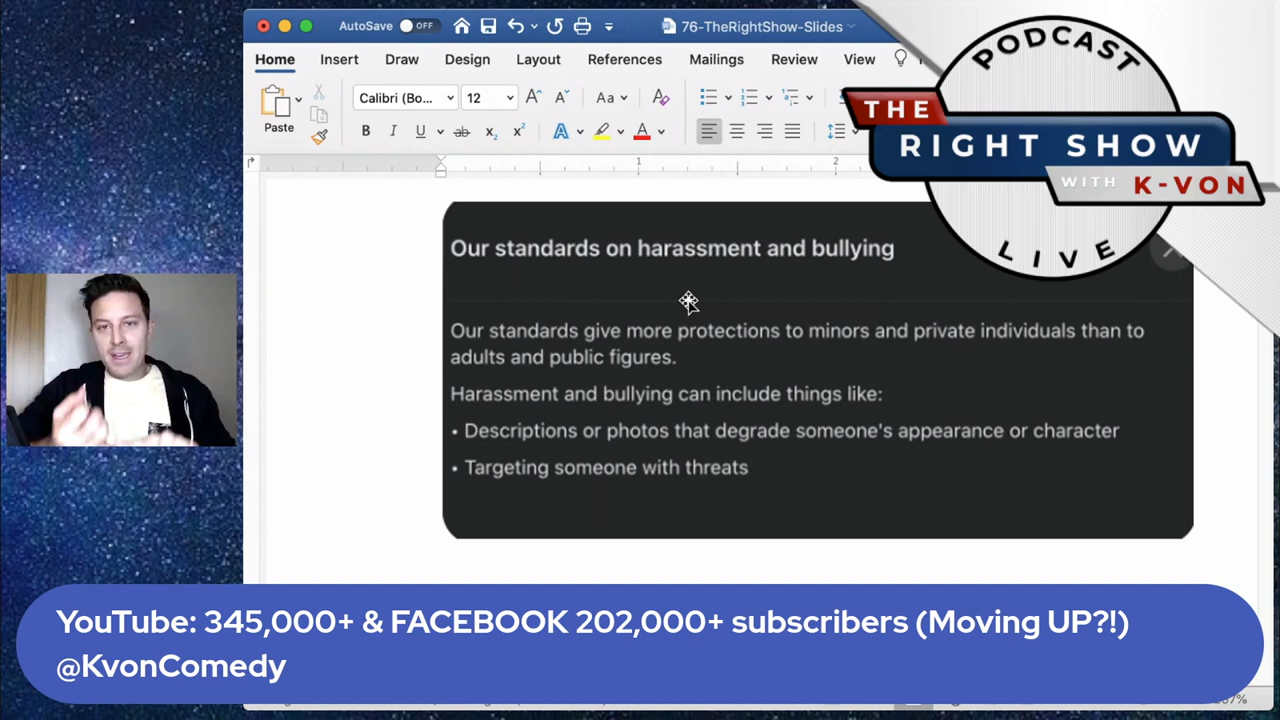 AutoSave OFF
76-TheRightShow-Slides
Home Insert Draw Design Layout References Mailings Review View
Paste
Calibri (Bo... 12
1 2
PODCAST
THE
RIGHT SHOW
WITH K-VON
LIVE
Our standards on harassment and bullying
Our standards give more protections to minors and private individuals than to
adults and public figures.
Harassment and bullying can include things like:
• Descriptions or photos that degrade someone's appearance or character
• Targeting someone with threats
YouTube: 345,000+ & FACEBOOK 202,000+ subscribers (Moving UP?!)
@KvonComedy